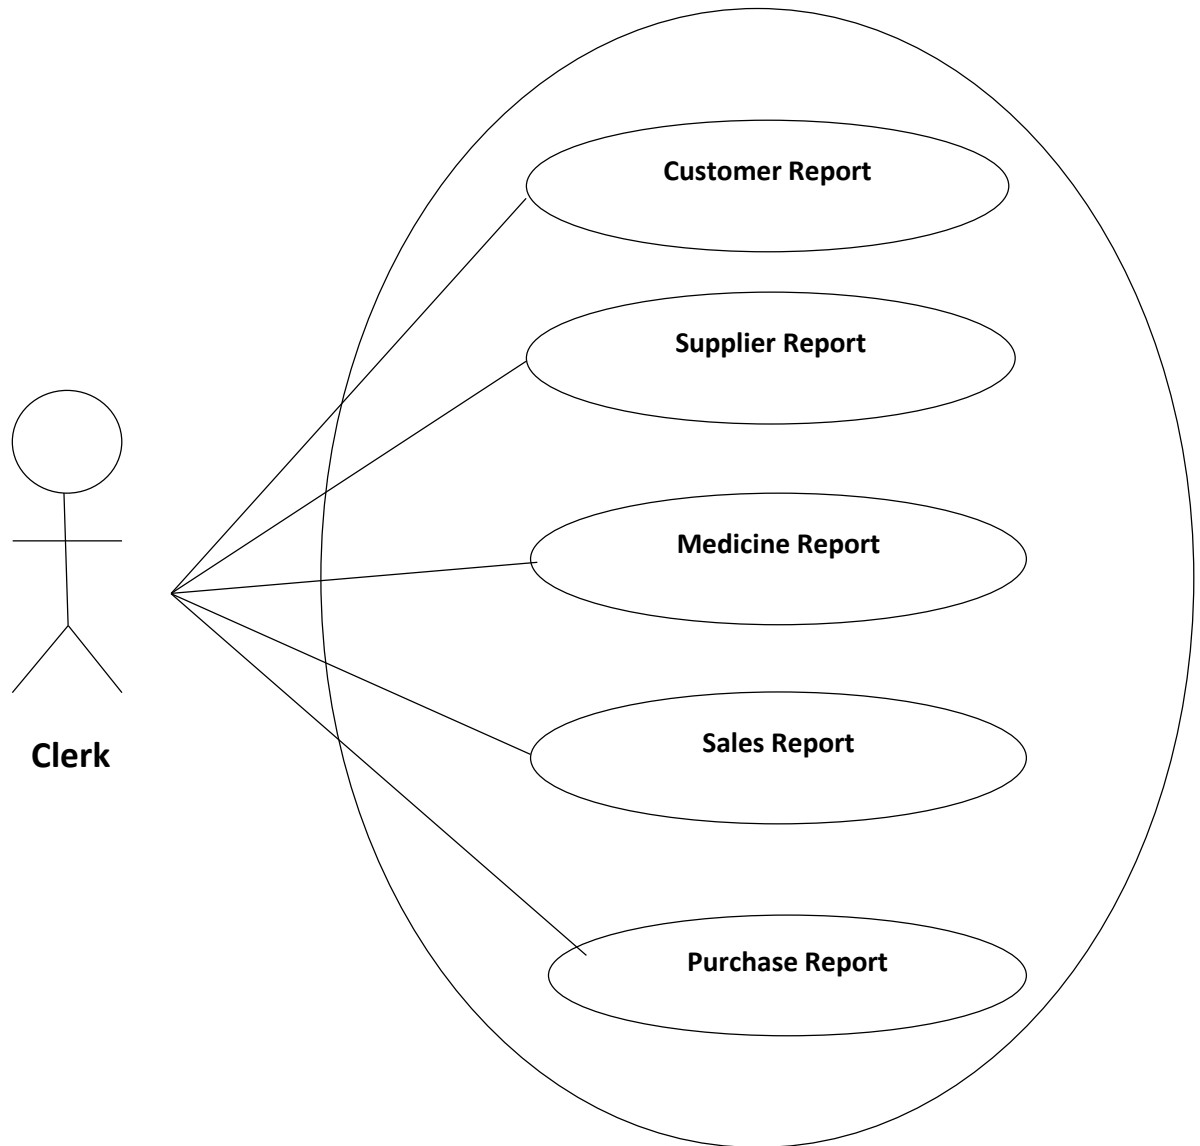 Customer Report
Supplier Report
Medicine Report
Sales Report
Clerk
Purchase Report